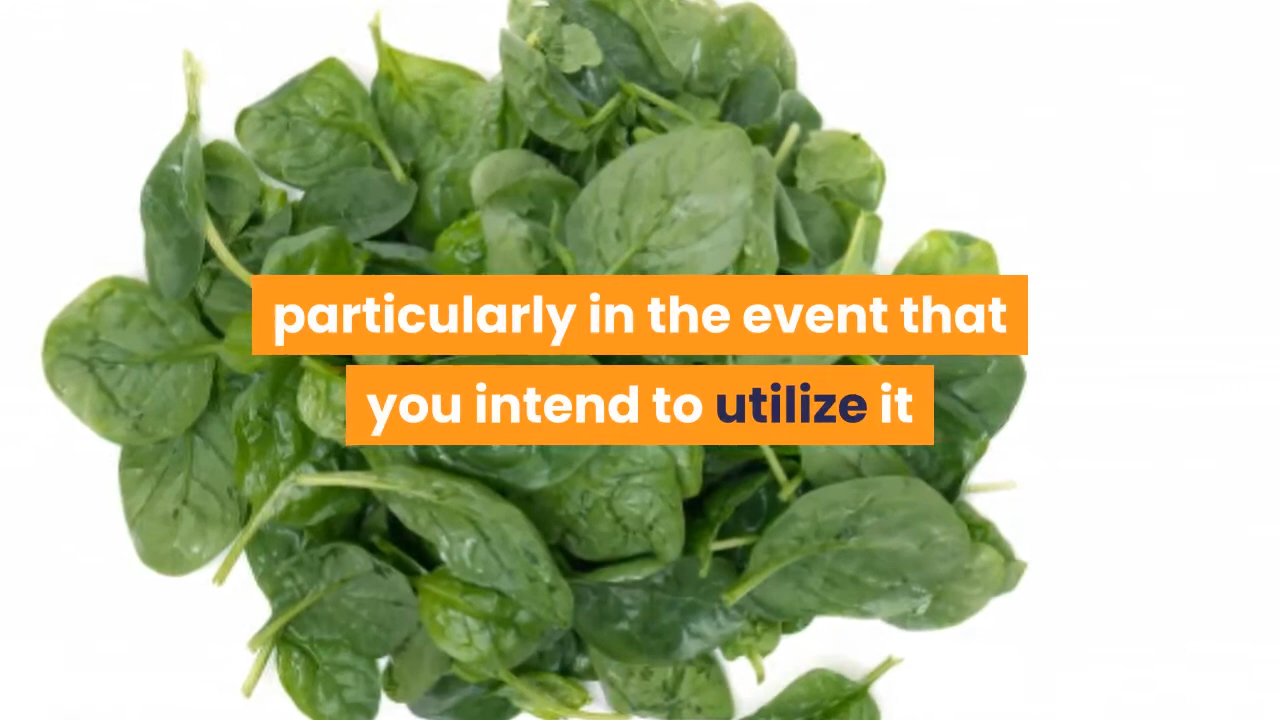 particularly in the event that
you intend to utilize it